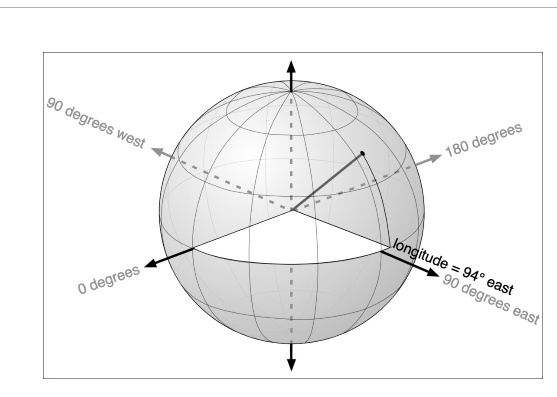 90 degrees west
180 degrees
longitude = 94° east
0 degrees
90 degrees east